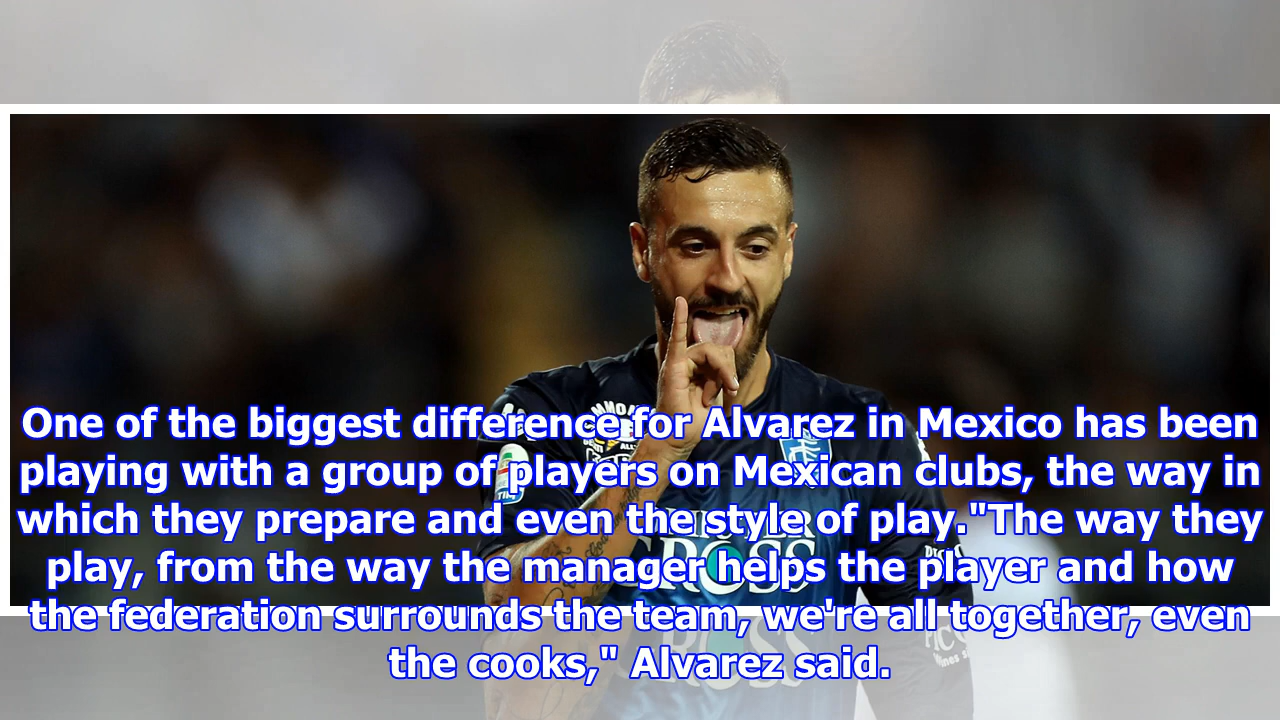 One of the biggest difference for Alvarez in Mexico has been
playing with a group of players on Mexican clubs, the way in
which they prepare and even the style of play."The way they
play, from the way the manager helps the player and how
the federation surrounds the team, we're all together, even
the cooks," Alvarez said.